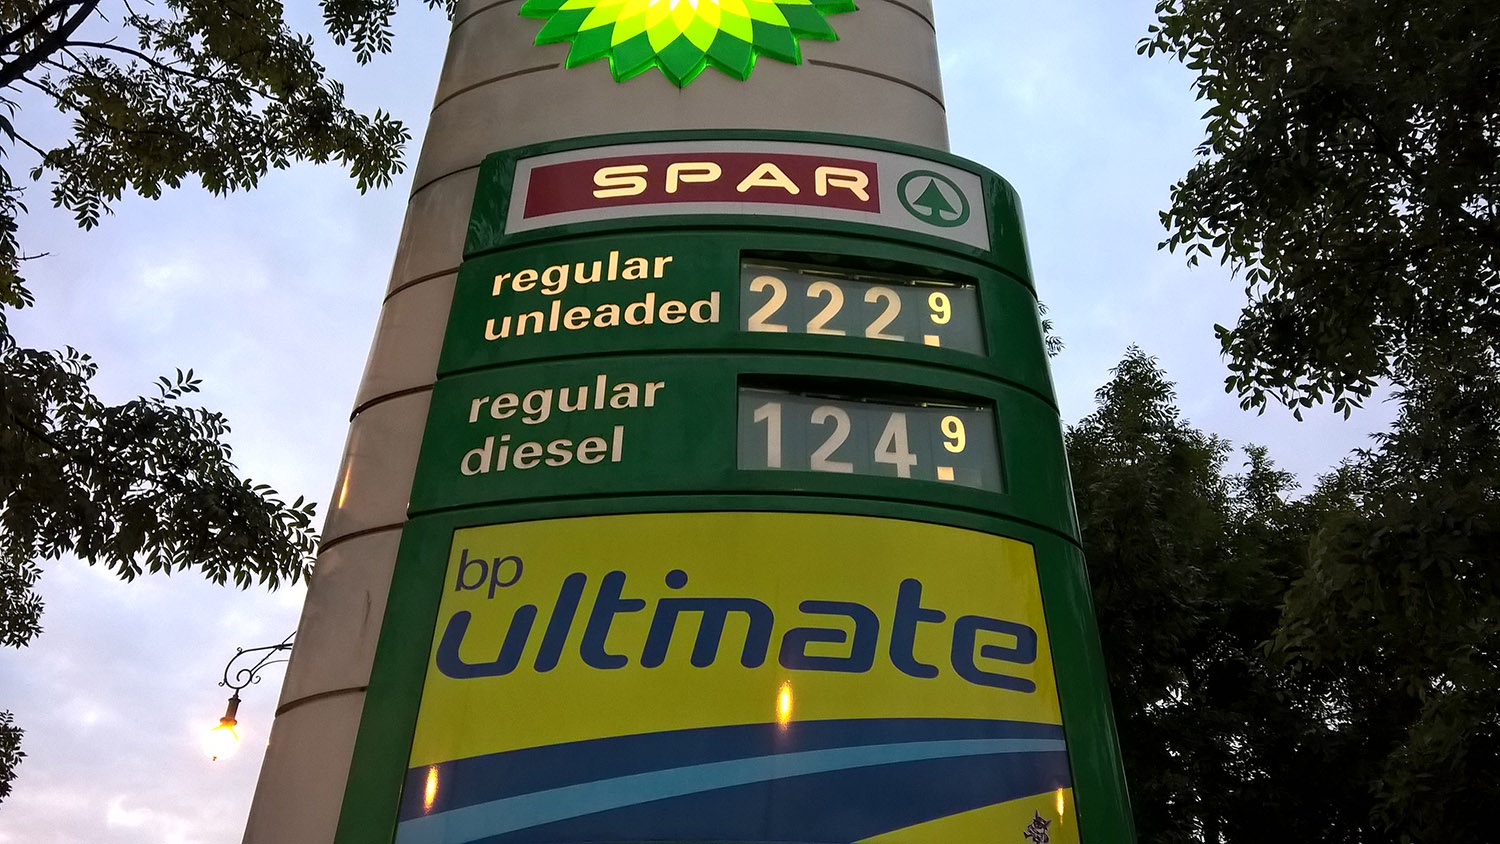 SPAR
regular
unleaded
222.9
regular
diesel
124.9
bp
ultimate